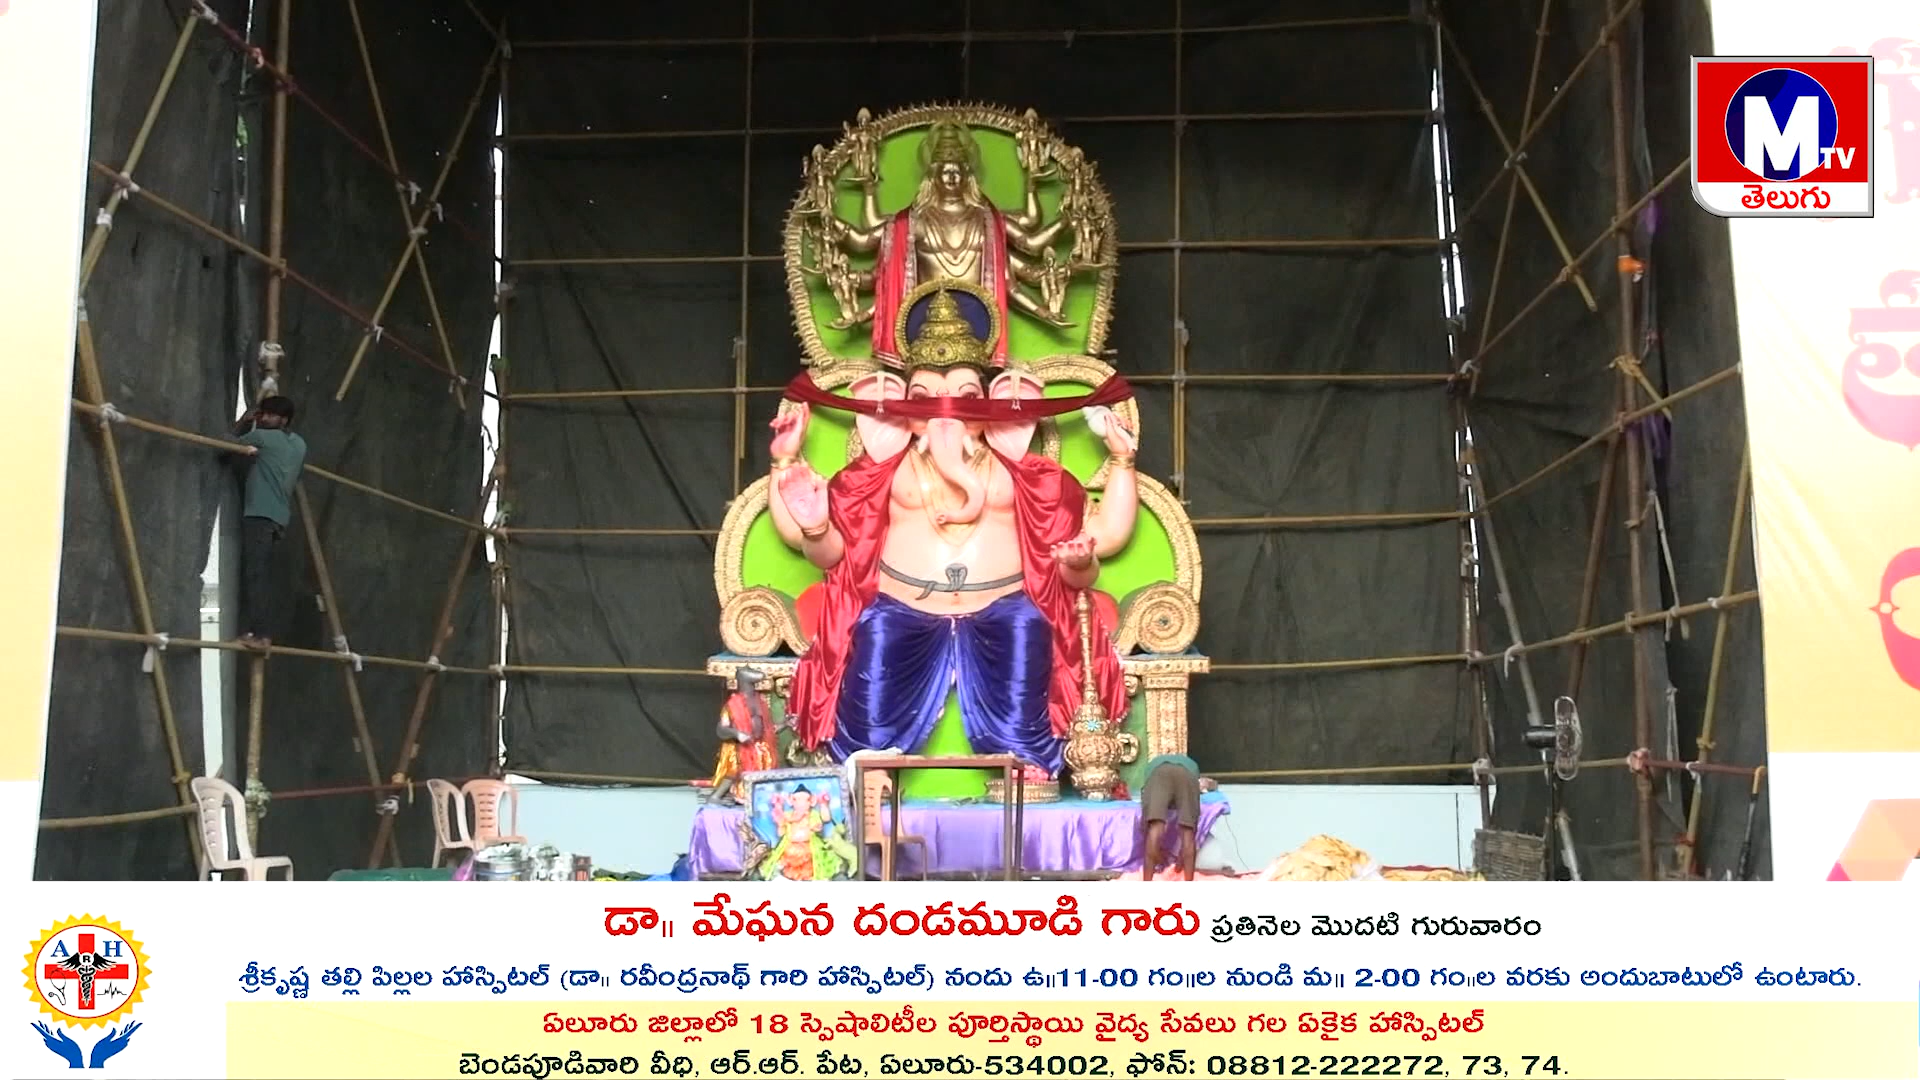 M TV
తెలుగు
డా॥ మేఘన దండమూడి గారు ప్రతినెల మొదటి గురువారం
A H
R
శ్రీకృష్ణ తల్లి పిల్లల హాస్పిటల్ (డా॥ రవీంద్రనాథ్ గారి హాస్పిటల్) నందు ఉ॥11-00 గం॥ల నుండి మ॥ 2-00 గం॥ల వరకు అందుబాటులో ఉంటారు.
ఏలూరు జిల్లాలో 18 స్పెషాలిటీల పూర్తిస్థాయి వైద్య సేవలు గల ఏకైక హాస్పిటల్
బెండపూడివారి వీధి, ఆర్.ఆర్. పేట, ఏలూరు-534002, ఫోన్: 08812-222272, 73, 74.